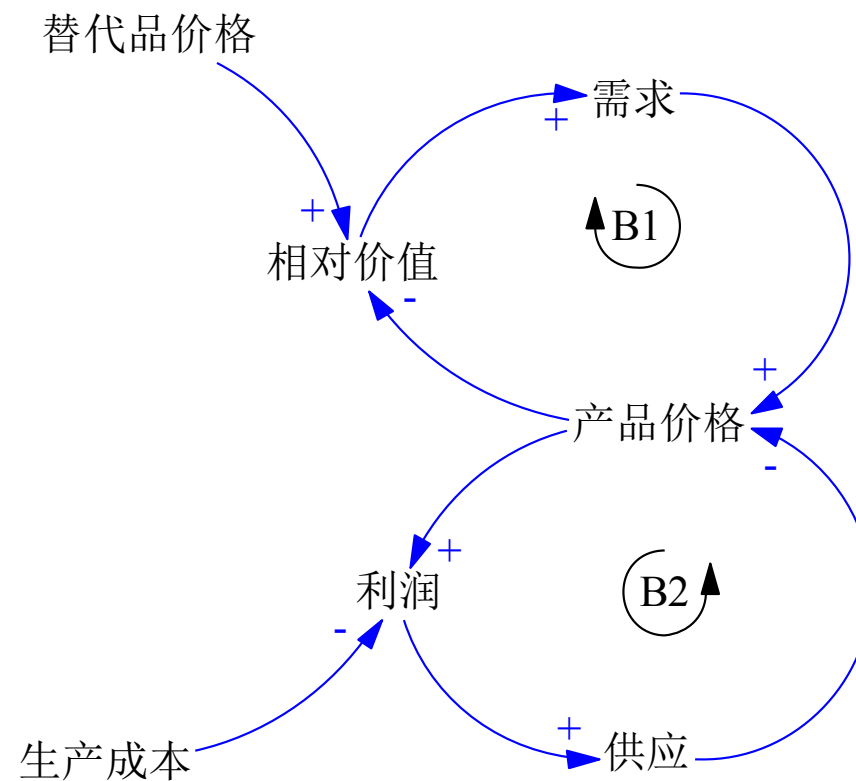 替代品价格
需求
+
+
B1
相对价值
-
+
产品价格
-
+
利润
B2
-
+
供应
生产成本